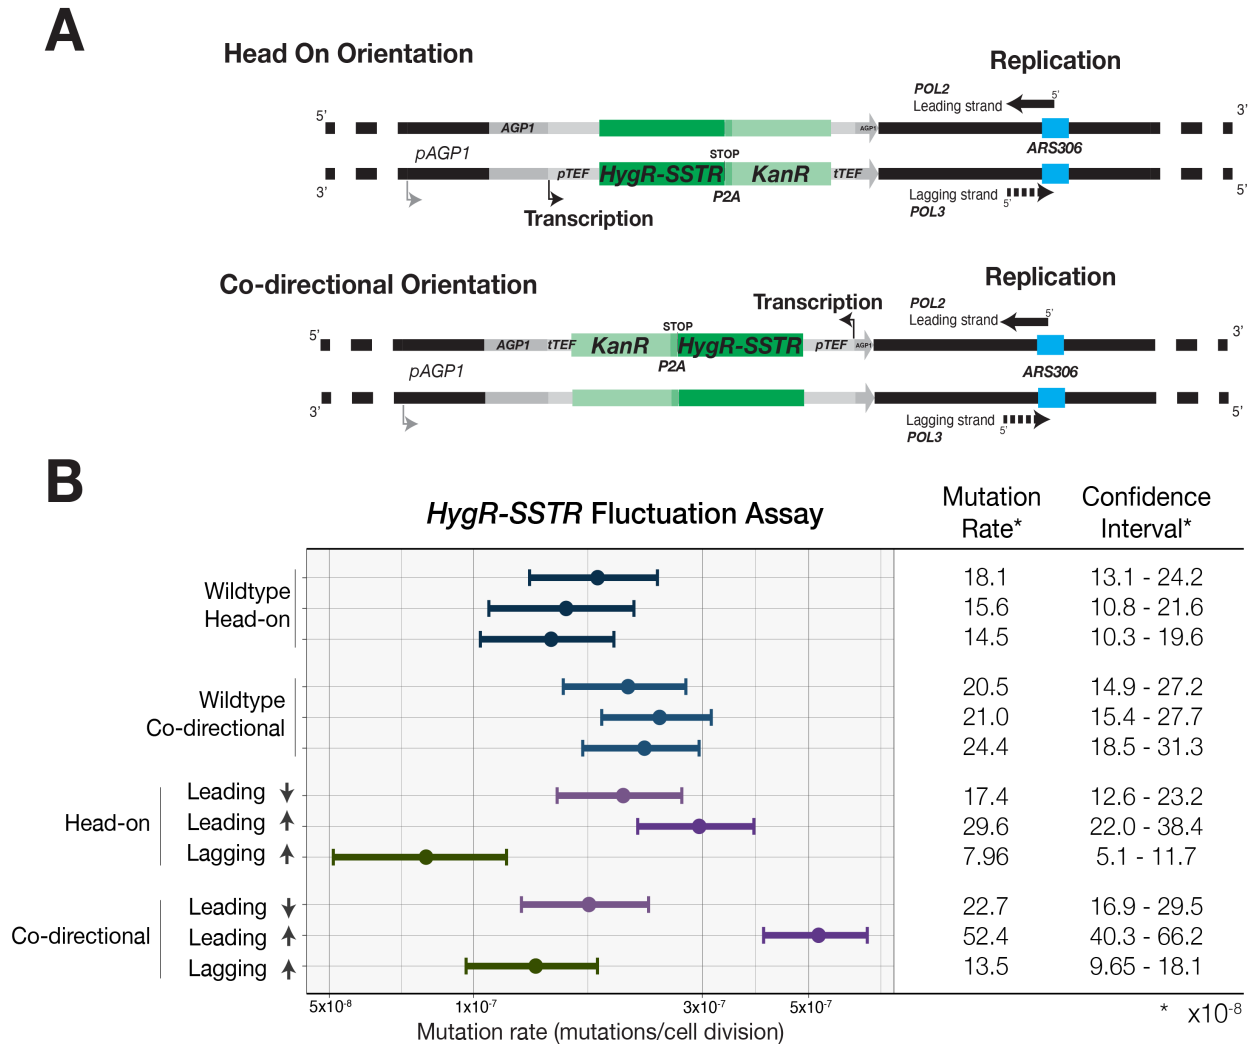 A
Head On Orientation
Replication
POL2
Leading strand
5'
5'
3'
AGP1
AGP1
ARS306
pAGP1
STOP
pTEF
HygR-SSTR
KanR
tTEF
3'
5'
P2A
Lagging strand
5'
POL3
Transcription
Co-directional Orientation
Replication
Transcription
POL2
Leading strand
5'
5'
3'
STOP
AGP1
tTEF
KanR
HygR-SSTR
pTEF
AGP1
P2A
pAGP1
ARS306
3'
5'
Lagging strand
5'
POL3
B
HygR-SSTR Fluctuation Assay
Mutation Rate*
Confidence Interval*
Wildtype
Head-on
18.1 13.1 - 24.2
15.6 10.8 - 21.6
14.5 10.3 - 19.6
Wildtype
Co-directional
20.5 14.9 - 27.2
21.0 15.4 - 27.7
24.4 18.5 - 31.3
Head-on
Leading ↓ 17.4 12.6 - 23.2
Leading ↑ 29.6 22.0 - 38.4
Lagging ↑ 7.96 5.1 - 11.7
Co-directional
Leading ↓ 22.7 16.9 - 29.5
Leading ↑ 52.4 40.3 - 66.2
Lagging ↑ 13.5 9.65 - 18.1
5x10-8 1x10-7 3x10-7 5x10-7
Mutation rate (mutations/cell division)
* x10-8